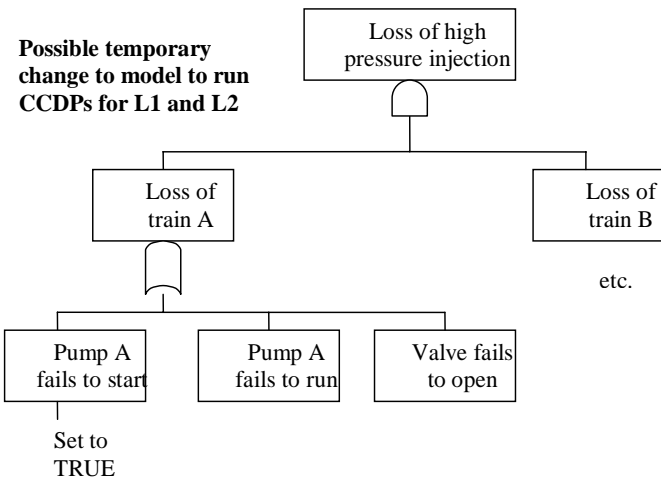 Possible temporary
change to model to run
CCDPs for L1 and L2
Loss of high
pressure injection
Loss of
train A
Loss of
train B
etc.
Pump A
fails to start
Pump A
fails to run
Valve fails
to open
Set to
TRUE